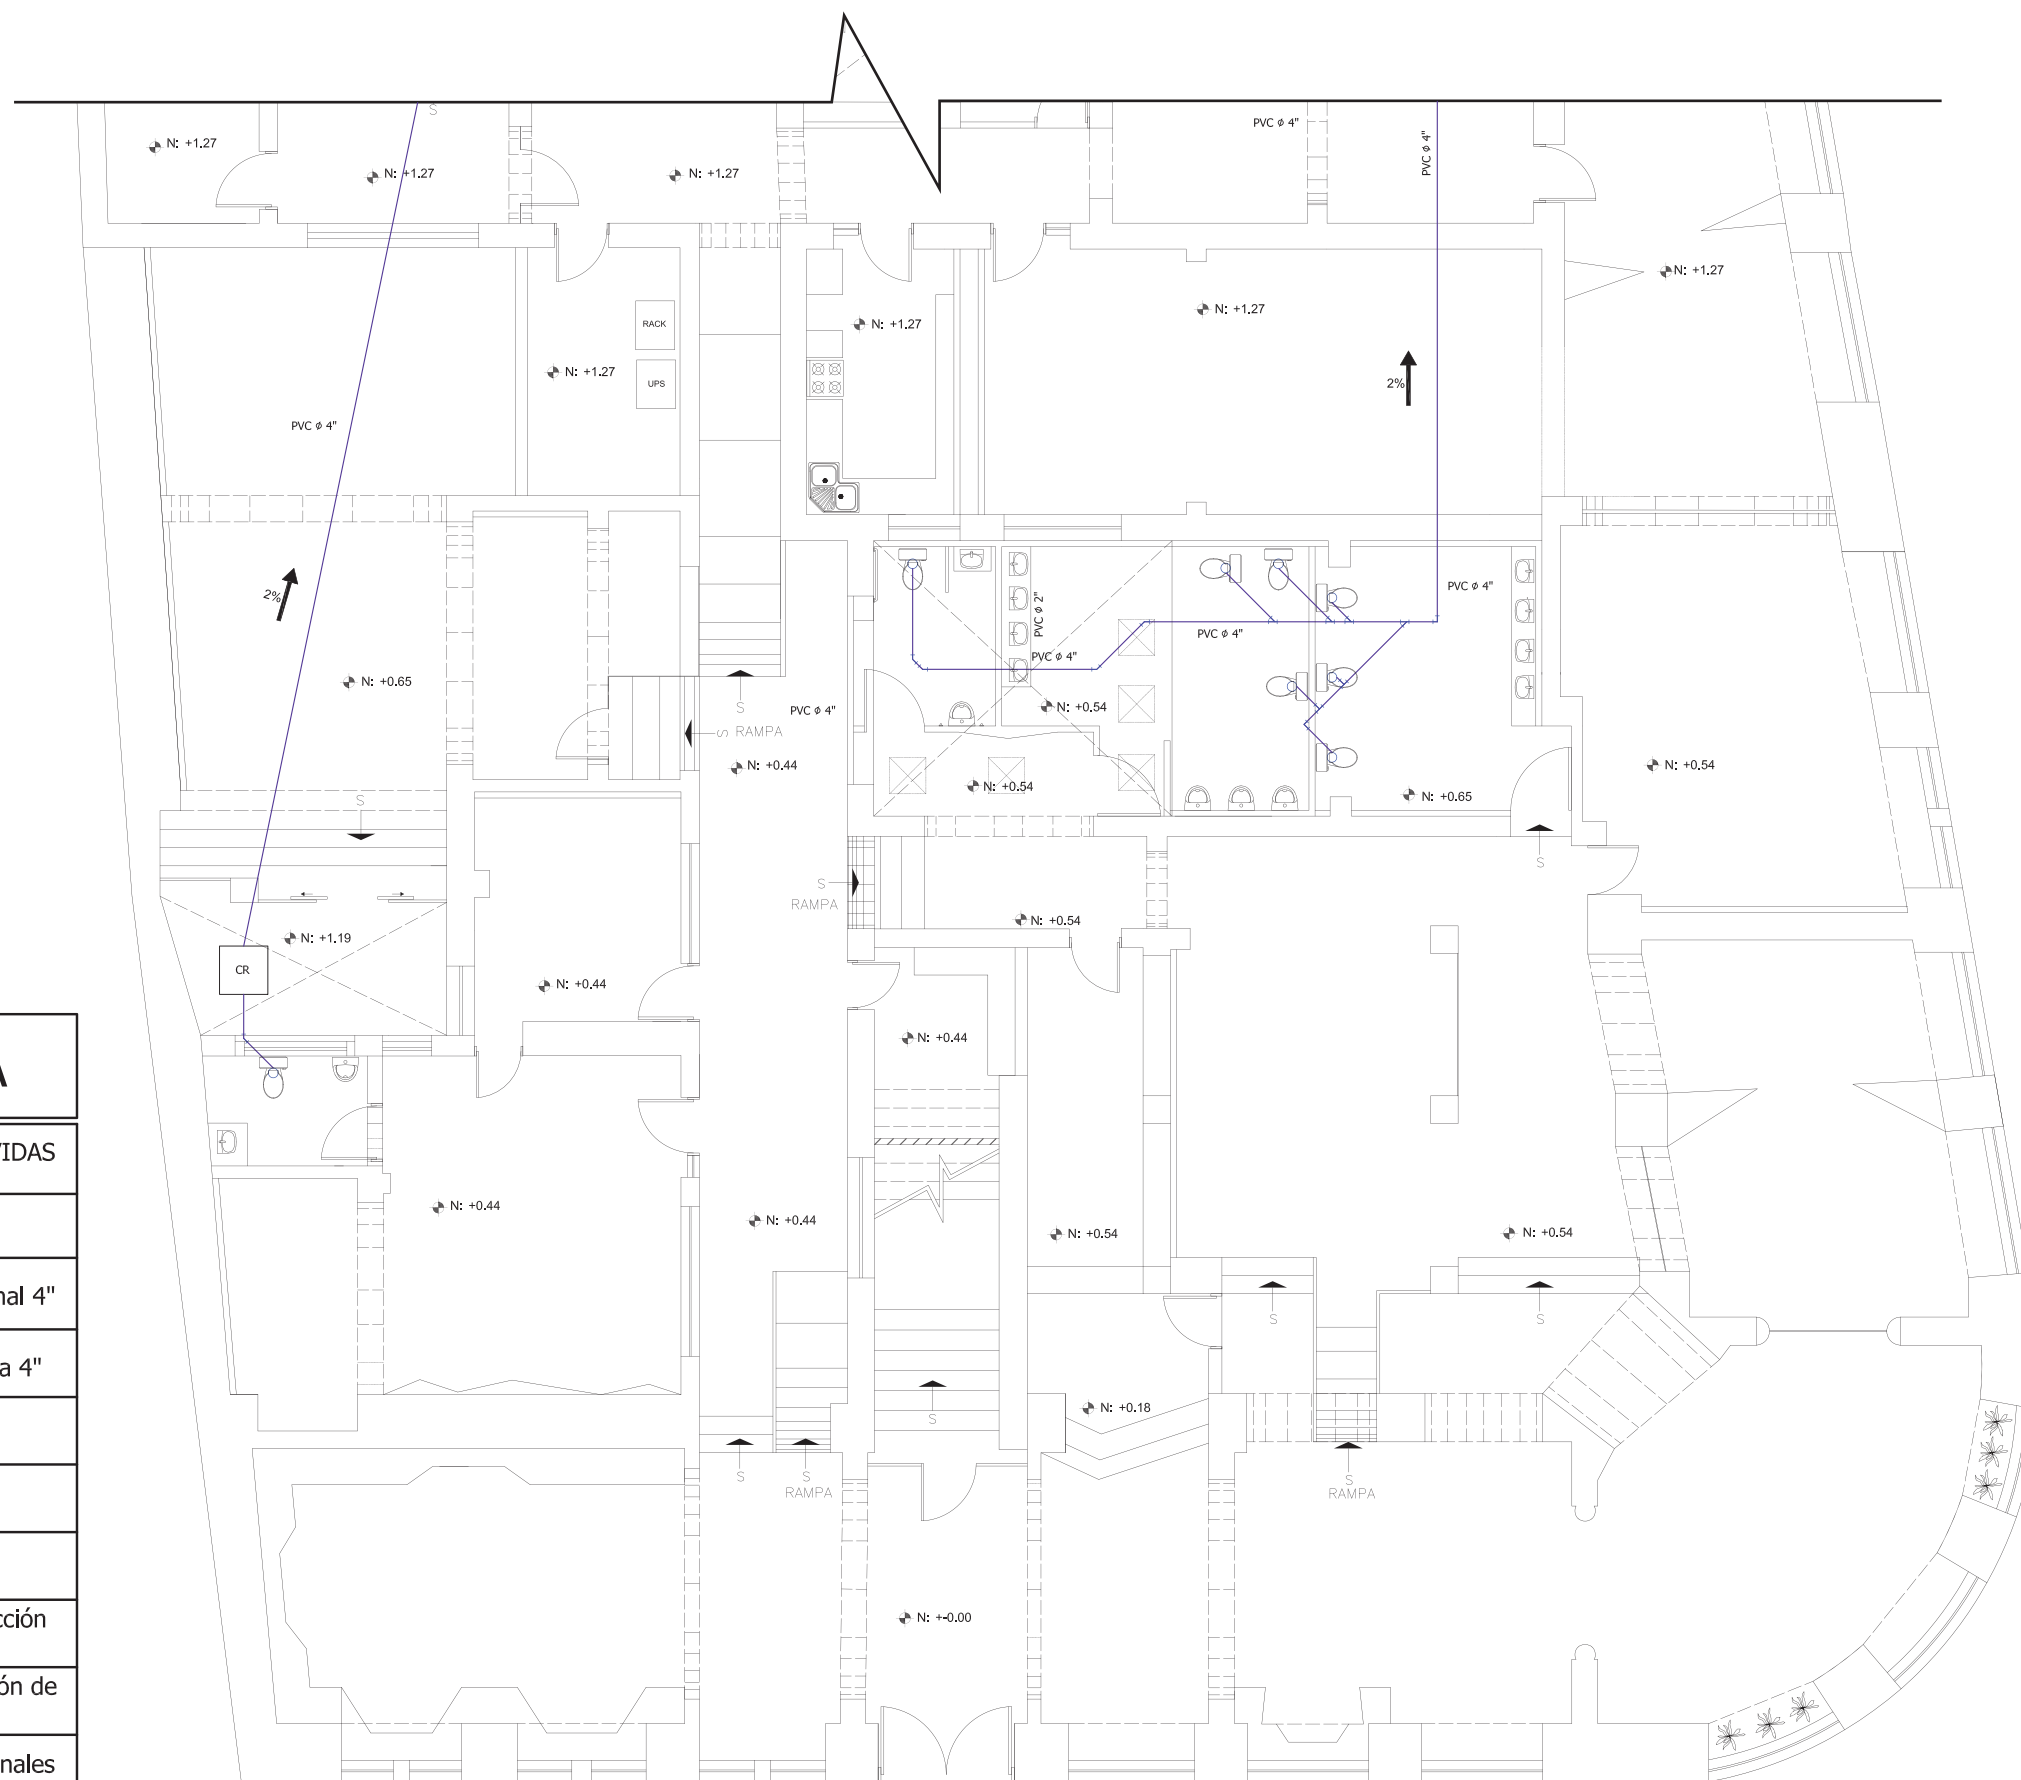 S
PVC ø 4"
PVC ø 4"
N: +1.27
N: +1.27
N: +1.27
N: +1.27
N: +1.27
N: +1.27
RACK
N: +1.27
UPS
2%
PVC ø 4"
2%
PVC ø 2"
PVC ø 4"
PVC ø 4"
PVC ø 4"
N: +0.65
N: +0.54
S
PVC ø 4"
S RAMPA
N: +0.44
N: +0.54
N: +0.54
N: +0.65
S
S
S
RAMPA
N: +0.54
N: +1.19
CR
N: +0.44
N: +0.44
A
VIDAS
N: +0.44
N: +0.44
N: +0.54
N: +0.54
nal 4"
S
S
a 4"
N: +0.18
S
S
S
RAMPA
S
RAMPA
N: +-0.00
cción
ón de
nales